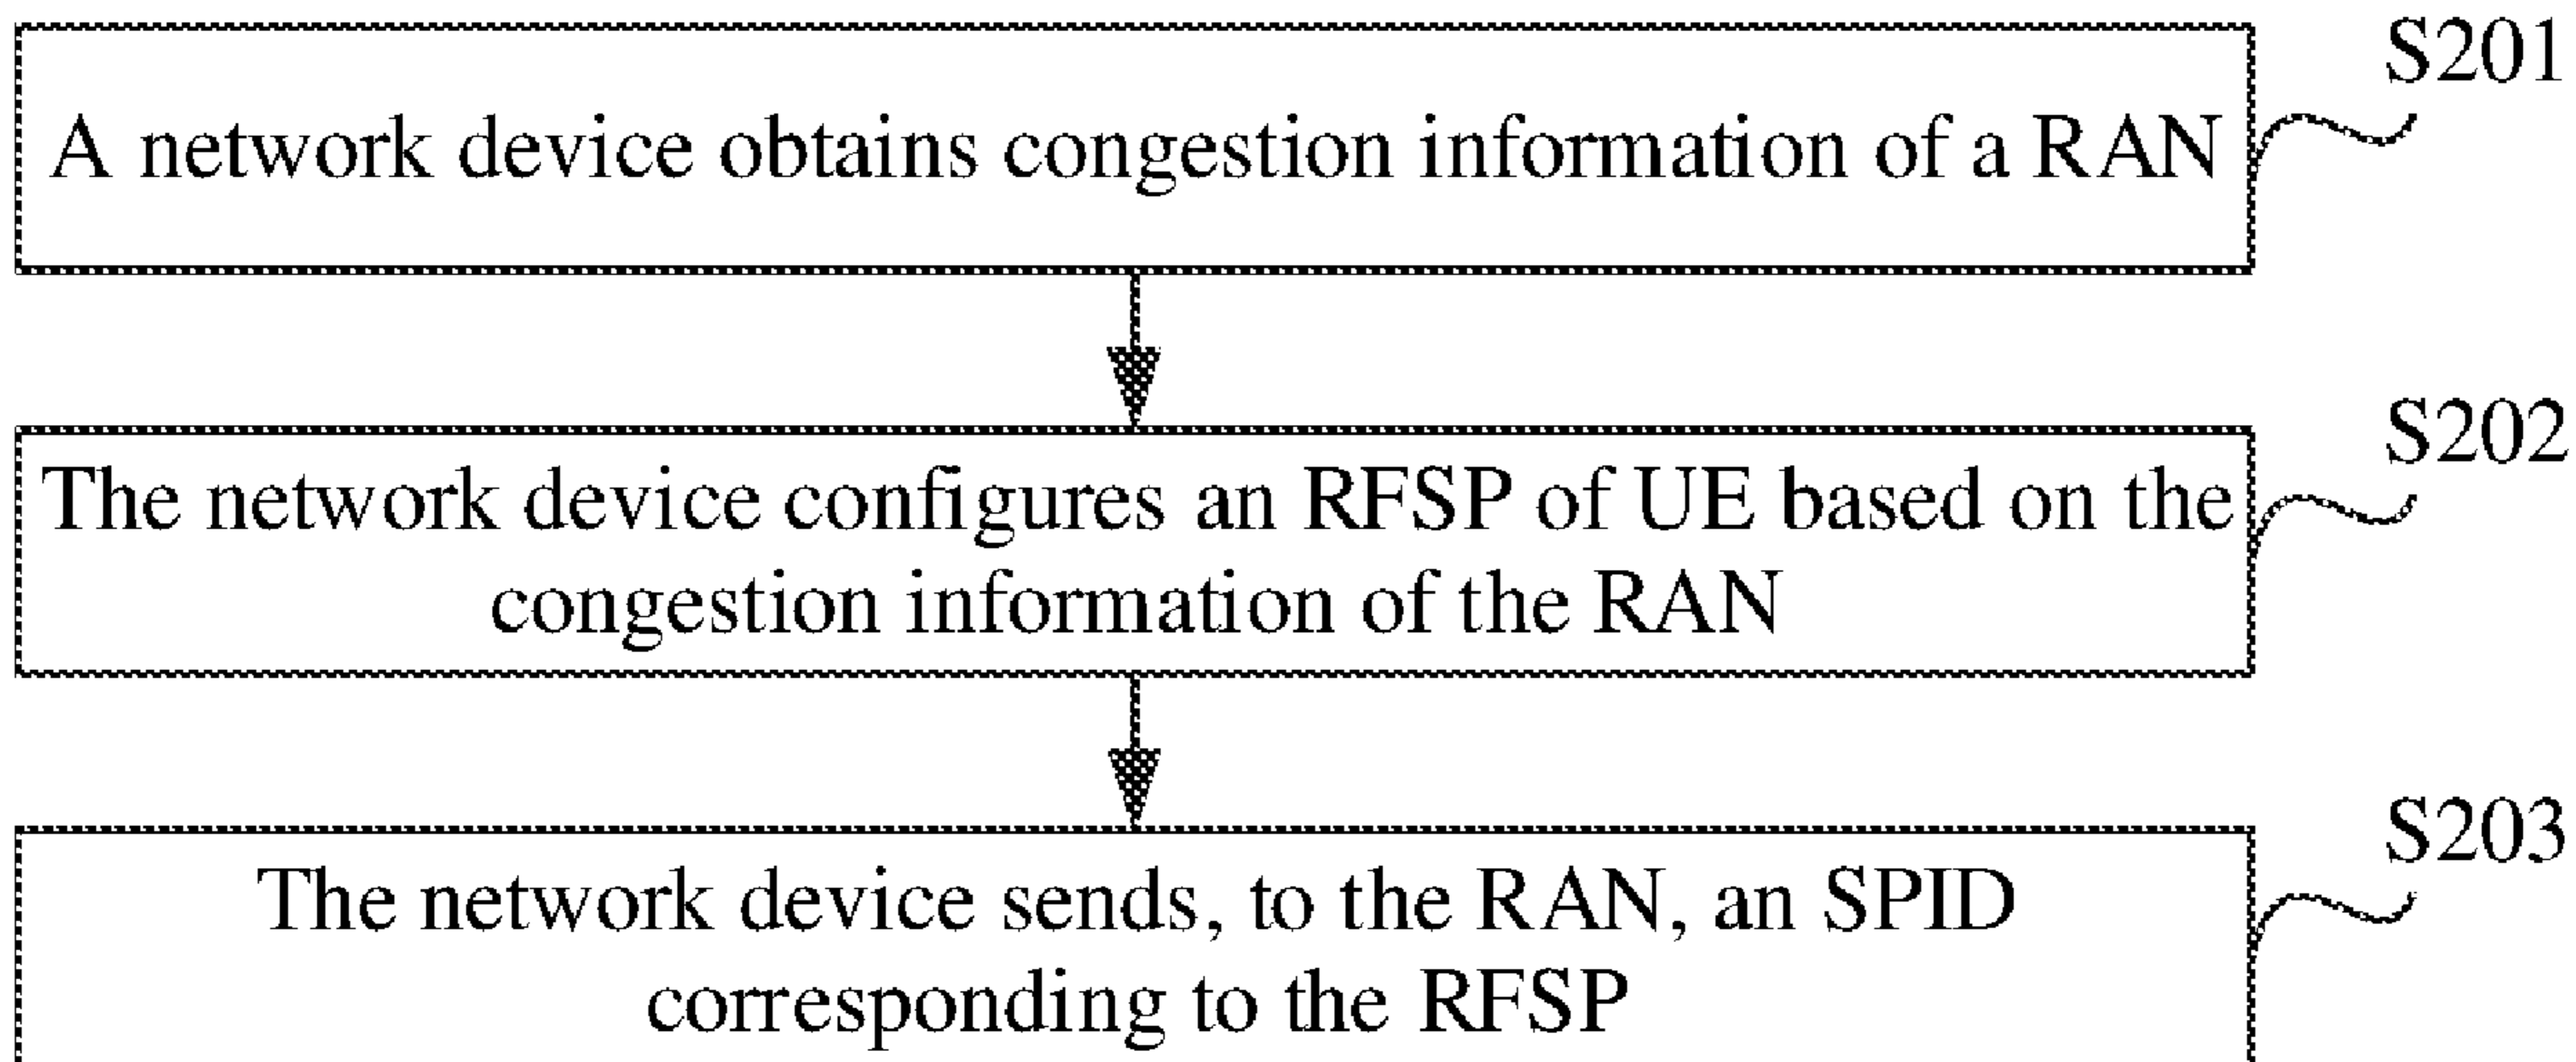 S201
A network device obtains congestion information of a RAN
S202
The network device configures an RFSP of UE based on the
congestion information of the RAN
S203
The network device sends, to the RAN, an SPID
corresponding to the RFSP